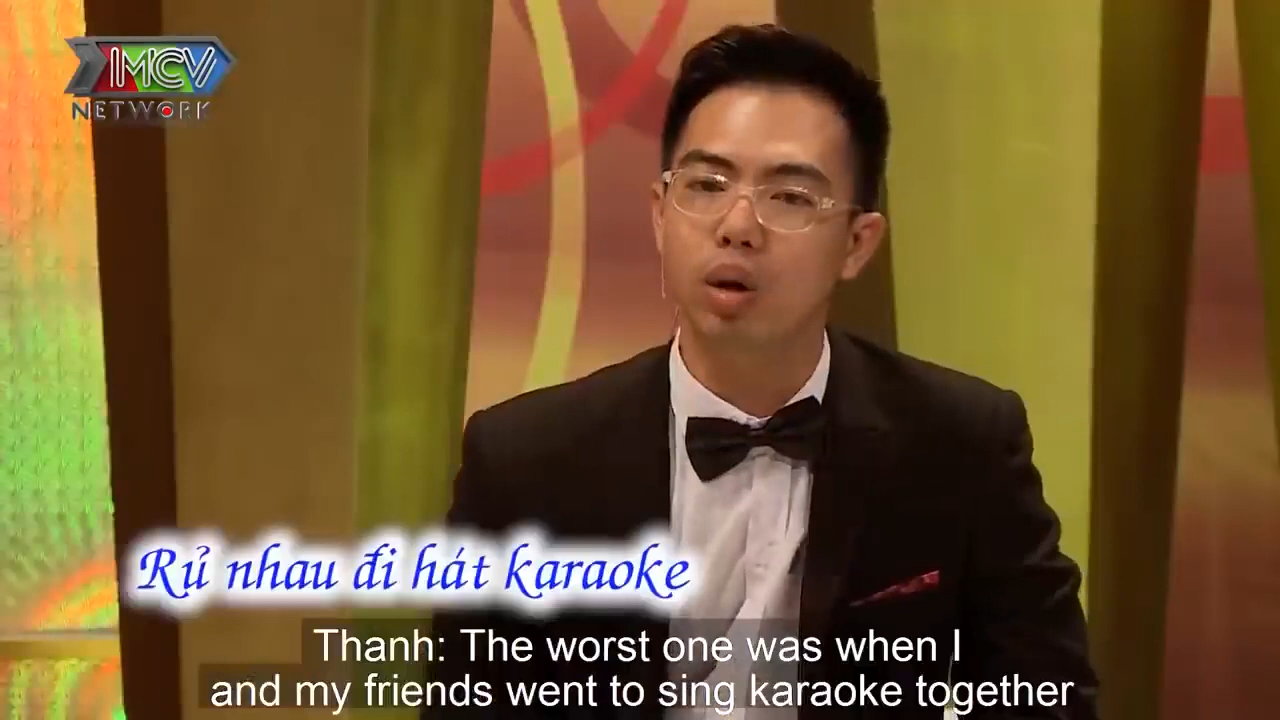 MCV
NETWORK
Rủ nhau đi hát karaoke
Thanh: The worst one was when I
and my friends went to sing karaoke together